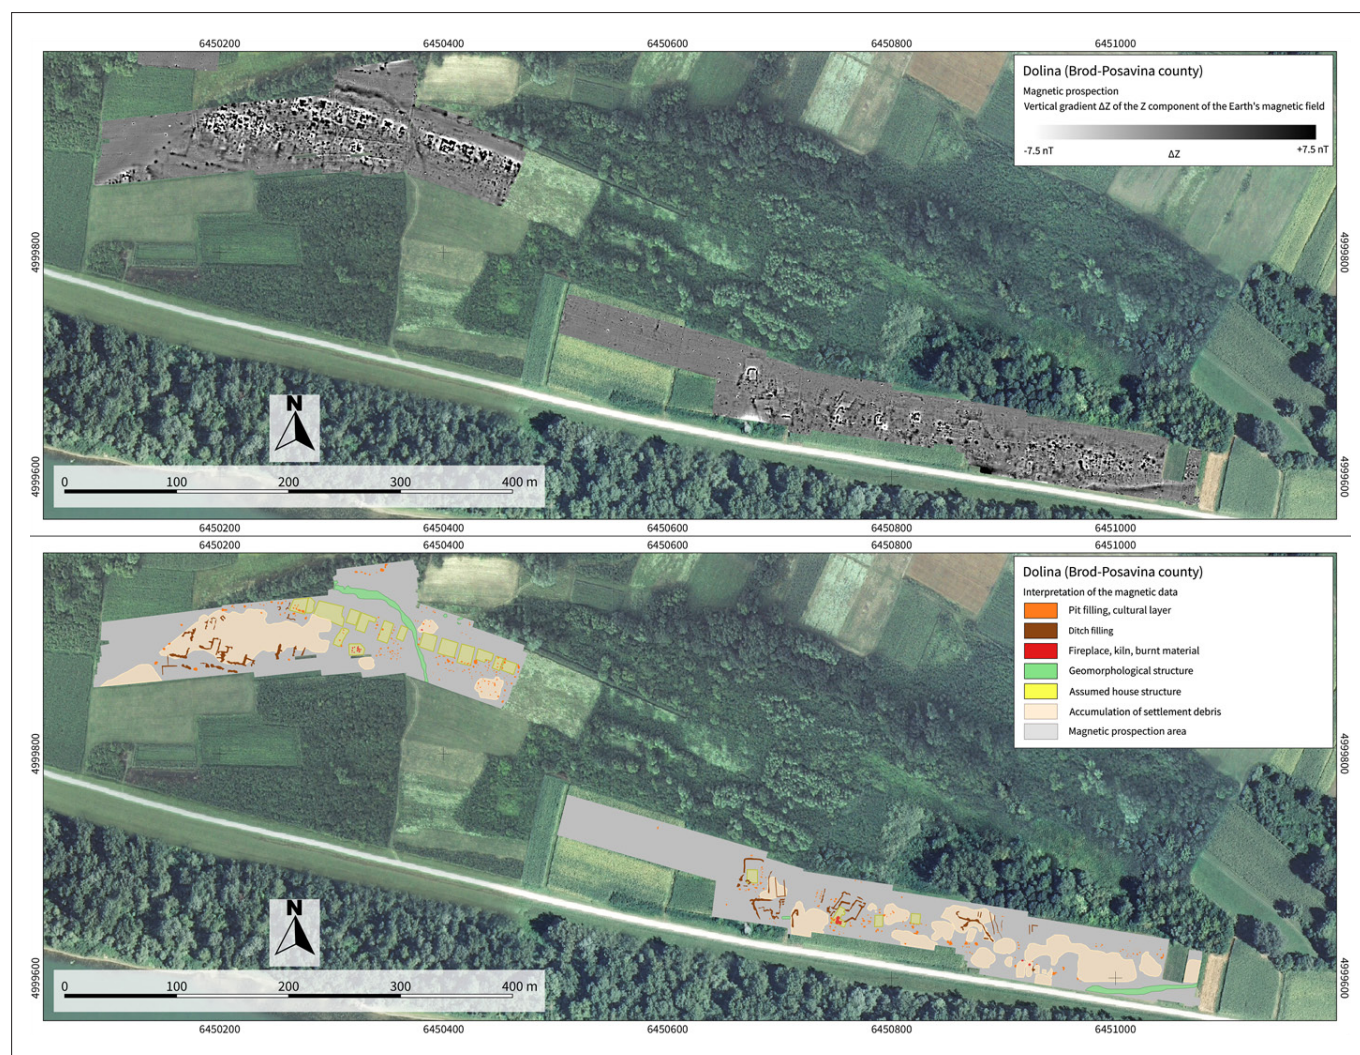 6450200 6450400 6450600 6450800 6451000
Dolina (Brod-Posavina county)
Magnetic prospection
Vertical gradient ΔZ of the Z component of the Earth's magnetic field
-7.5 nT ΔZ +7.5 nT
4999800 4999800
N
4999600 4999600
0 100 200 300 400 m
6450200 6450400 6450600 6450800 6451000
6450200 6450400 6450600 6450800 6451000
Dolina (Brod-Posavina county)
Interpretation of the magnetic data
Pit filling, cultural layer
Ditch filling
Fireplace, kiln, burnt material
Geomorphological structure
Assumed house structure
Accumulation of settlement debris
Magnetic prospection area
4999800 4999800
N
4999600 4999600
0 100 200 300 400 m
6450200 6450400 6450600 6450800 6451000